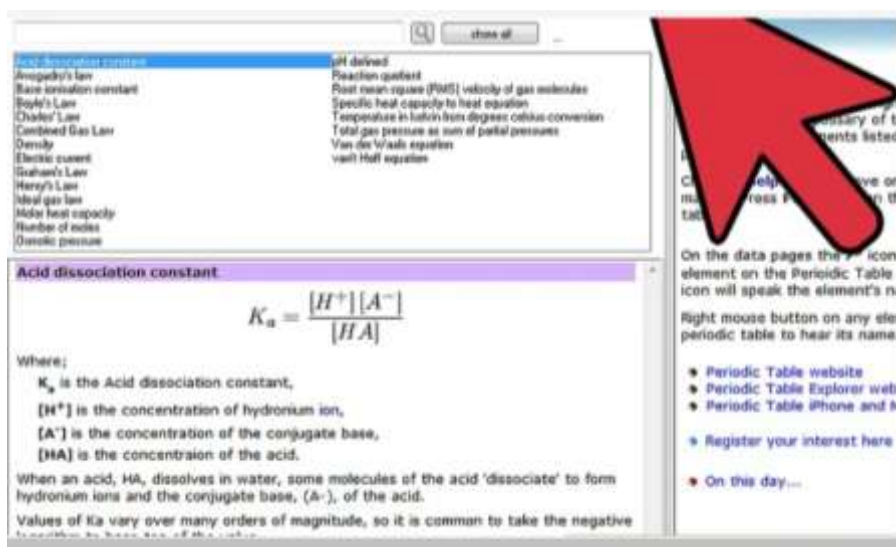 show all
...
Acid dissociation constant
Avogadro's law
Base ionisation constant
Boyle's Law
Charles' Law
Combined Gas Law
Density
Electric current
Graham's Law
Henry's Law
Ideal gas law
Molar heat capacity
Number of moles
Osmotic pressure
pH defined
Reaction quotient
Root mean square (RMS) velocity of gas molecules
Specific heat capacity to heat equation
Temperature in kelvin from degrees celsius conversion
Total gas pressure as sum of partial pressures
Van der Waals equation
van't Hoff equation
Acid dissociation constant
Kₐ = [H⁺] [A⁻] / [HA]
Where;
Kₐ is the Acid dissociation constant,
[H⁺] is the concentration of hydronium ion,
[A⁻] is the concentration of the conjugate base,
[HA] is the concentraion of the acid.
When an acid, HA, dissolves in water, some molecules of the acid 'dissociate' to form
hydronium ions and the conjugate base, (A-), of the acid.
Values of Ka vary over many orders of magnitude, so it is common to take the negative
of t
listed
On the data pages the icon
element on the Perioidic Table
icon will speak the element's
Right mouse button on any
periodic table to hear its name
Periodic Table website
Periodic Table Explorer
Periodic Table iPhone and
Register your interest here
On this day....